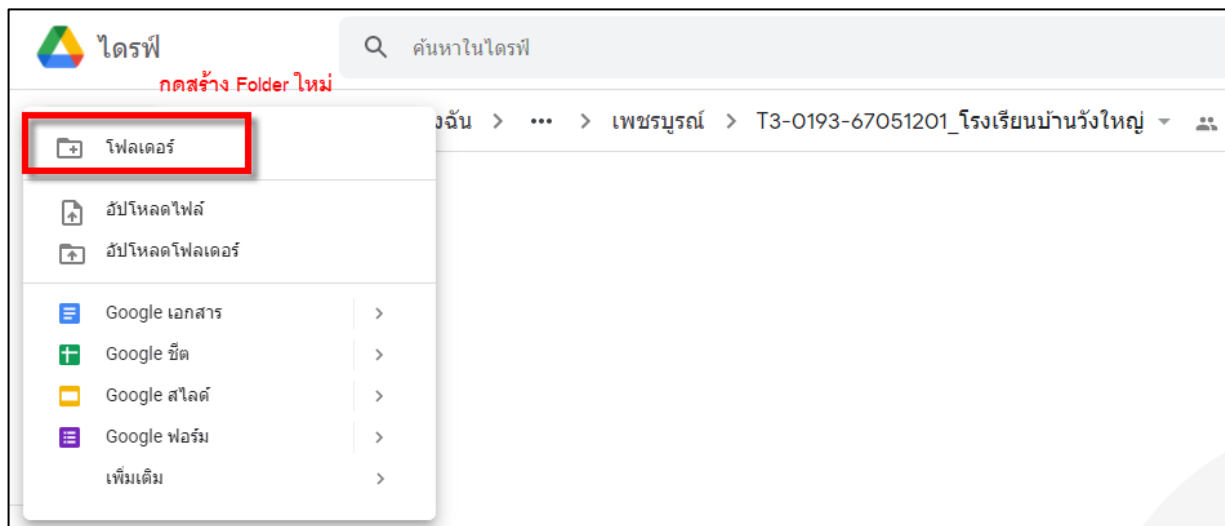 ไดรฟ์
ค้นหาในไดรฟ์
กดสร้าง Folder ใหม่
งฉัน > ••• > เพชรบูรณ์ > T3-0193-67051201_โรงเรียนบ้านวังใหญ่
โฟลเดอร์
อัปโหลดไฟล์
อัปโหลดโฟลเดอร์
Google เอกสาร
Google ชีต
Google สไลด์
Google ฟอร์ม
เพิ่มเติม